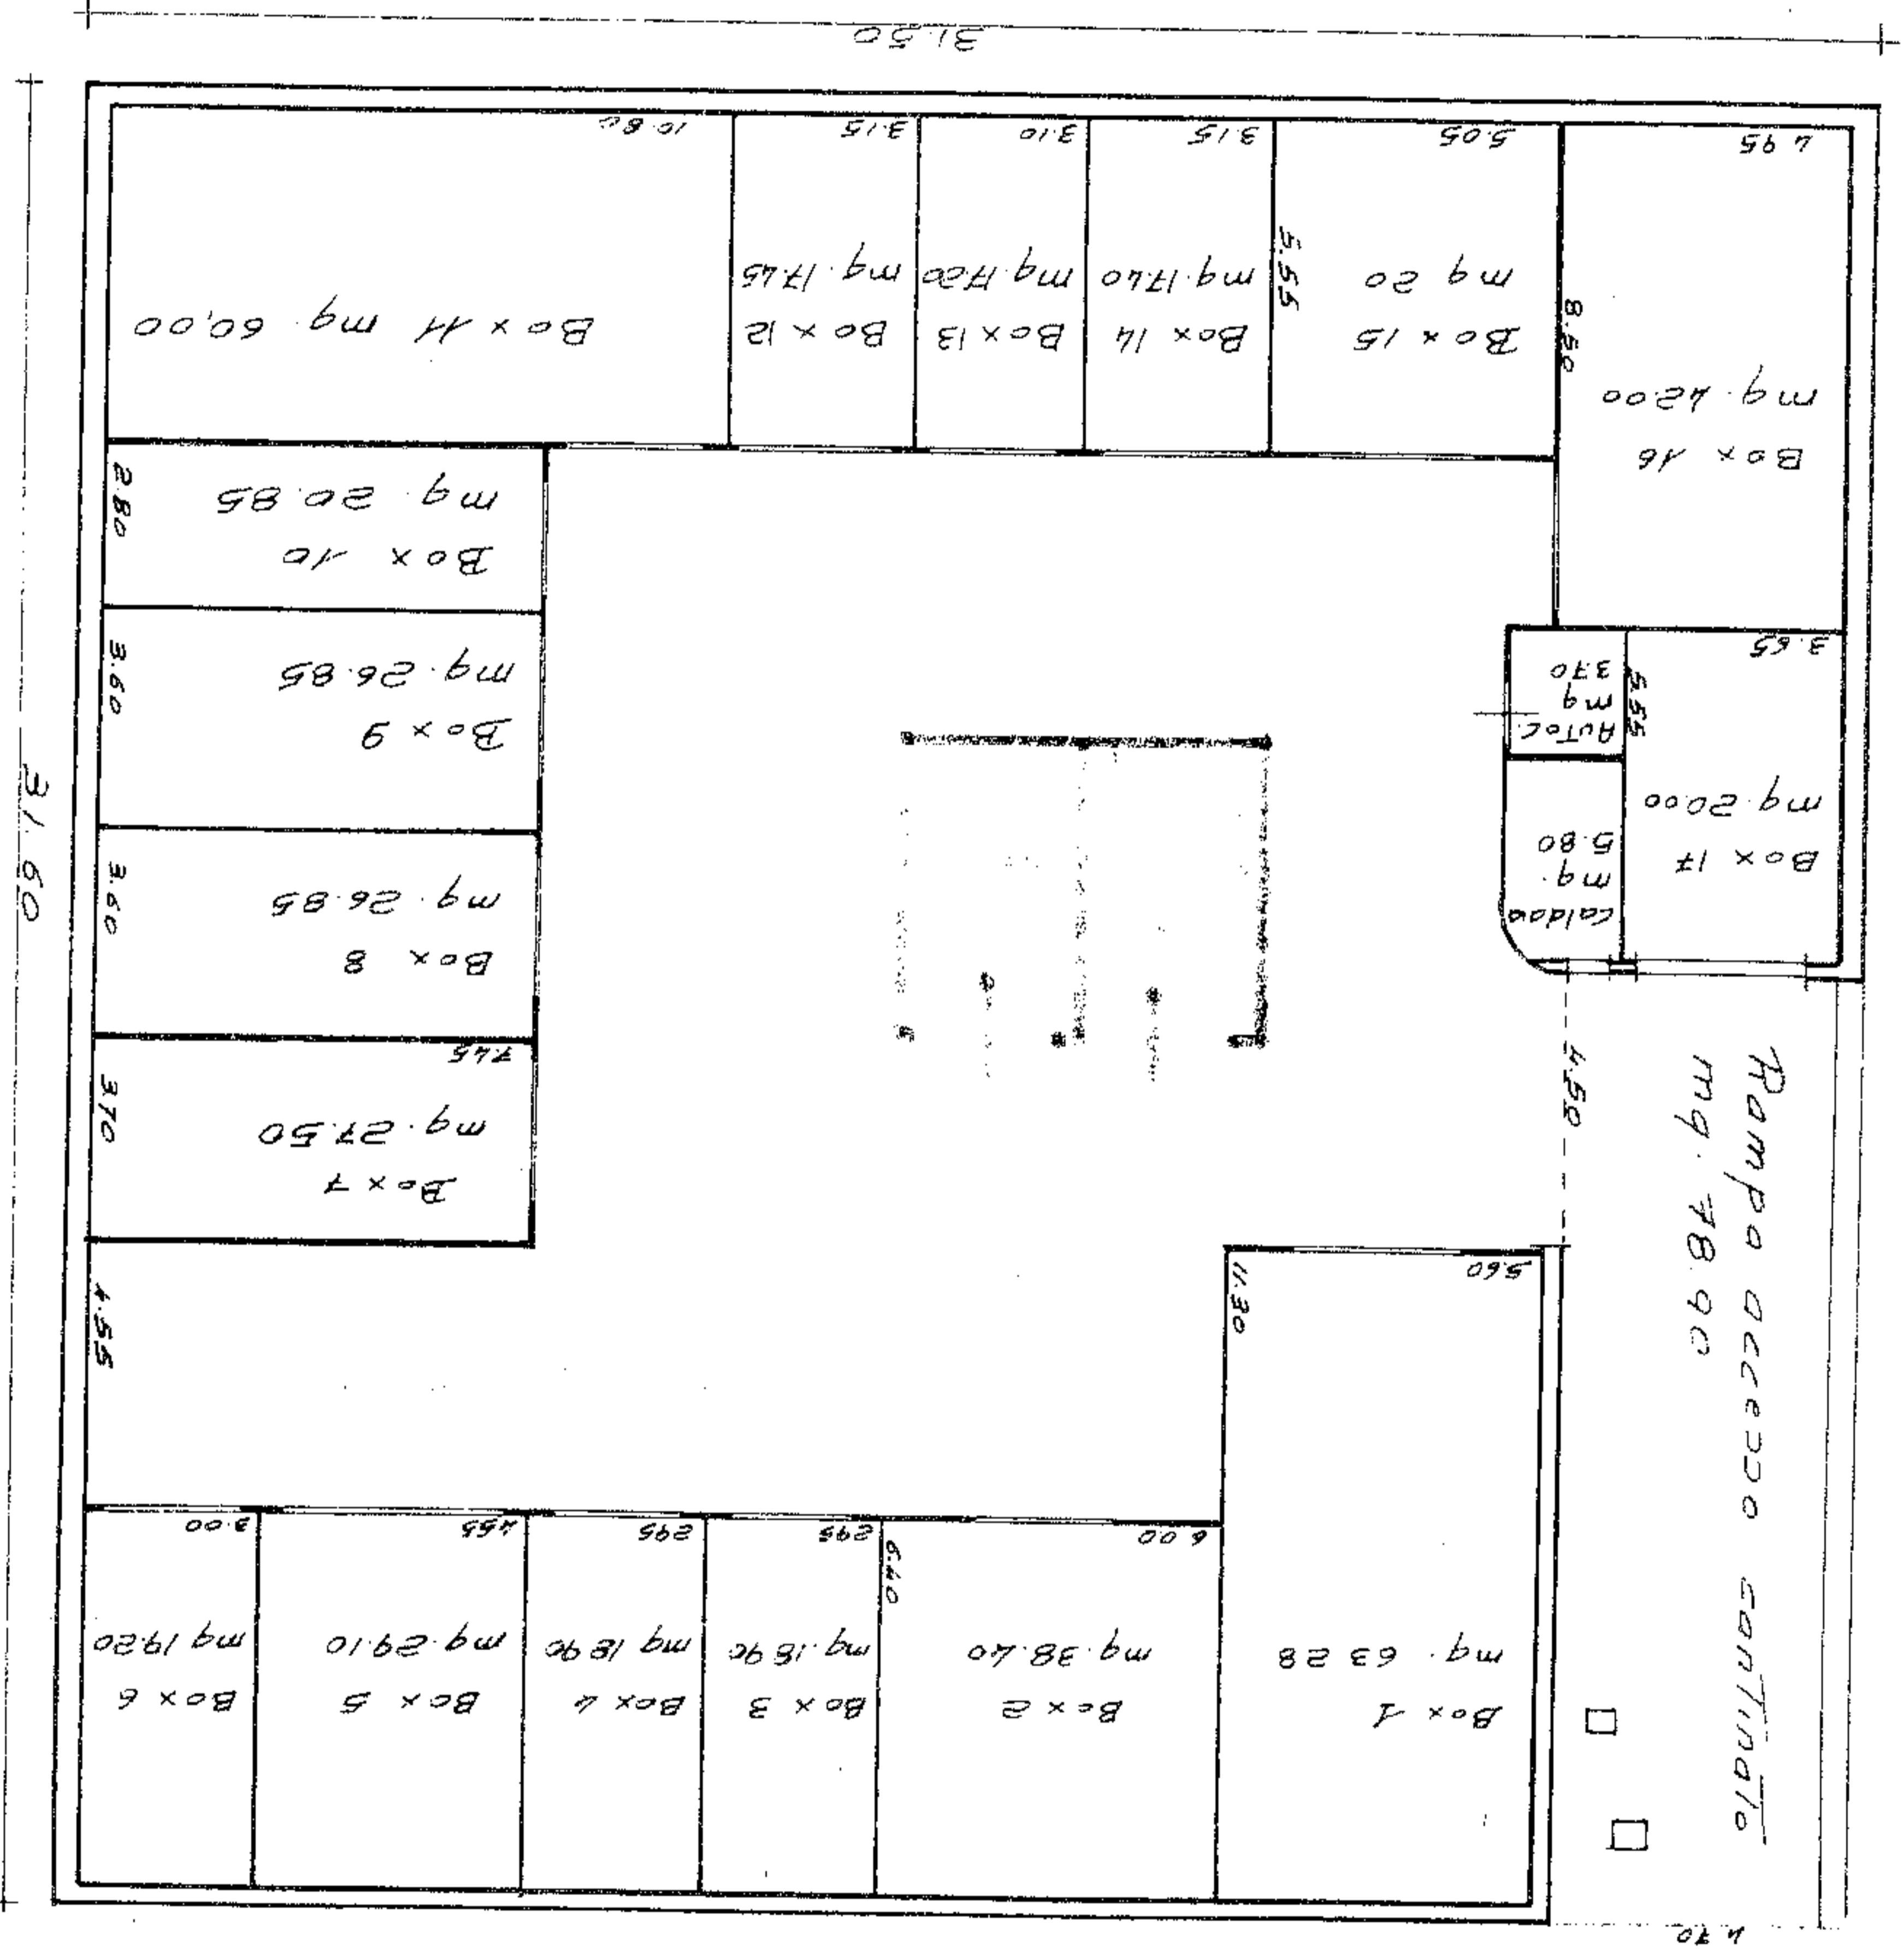 4.70
Box 1
mq. 63.28
Box 2
mq. 38.40
Box 3
mq. 18.90
Box 4
mq 18.90
Box 5
mq. 29.10
Box 6
mq 19.20
6.40
6.00
2.95
2.95
4.55
3.00
5.60
11.30
4.55
Rampa accesso cantinato
mq. 78.90
4.50
Box 7
mq. 27.50
3.70
7.45
Box 8
mq. 26.85
3.60
Box 9
mq. 26.85
3.60
Box 10
mq. 20.85
2.80
31.60
Caldaa
mq.
5.80
Box 17
mq. 20.00
Autoc.
mq
3.70
5.55
3.65
Box 16
mq. 42.00
8.50
4.95
Box 15
mq 20
5.55
5.05
Box 14
mq. 17.40
3.15
Box 13
mq. 17.00
3.10
Box 12
mq. 17.45
3.15
Box 11 mq. 60,00
10.80
31.50